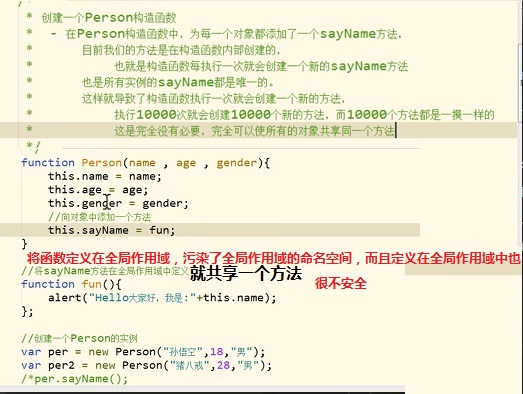 * 创建一个Person构造函数
* - 在Person构造函数中，为每一个对象都添加了一个sayName方法，
* 目前我们的方法是在构造函数内部创建的，
* 也就是构造函数每执行一次就会创建一个新的sayName方法
* 也是所有实例的sayName都是唯一的。
* 这样就导致了构造函数执行一次就会创建一个新的方法，
* 执行10000次就会创建10000个新的方法，而10000个方法都是一摸一样的
* 这是完全没有必要，完全可以使所有的对象共享同一个方法
*/
function Person(name , age , gender){
this.name = name;
this.age = age;
this.gender = gender;
//向对象中添加一个方法
this.sayName = fun;
}
将函数定义在全局作用域，污染了全局作用域的命名空间，而且定义在全局作用域中也
//将sayName方法在全局作用域中定义
就共享一个方法
很不安全
function fun(){
alert("Hello大家好，我是:"+this.name);
};
//创建一个Person的实例
var per = new Person("孙悟空",18,"男");
var per2 = new Person("猪八戒",28,"男");
/*per.sayName();